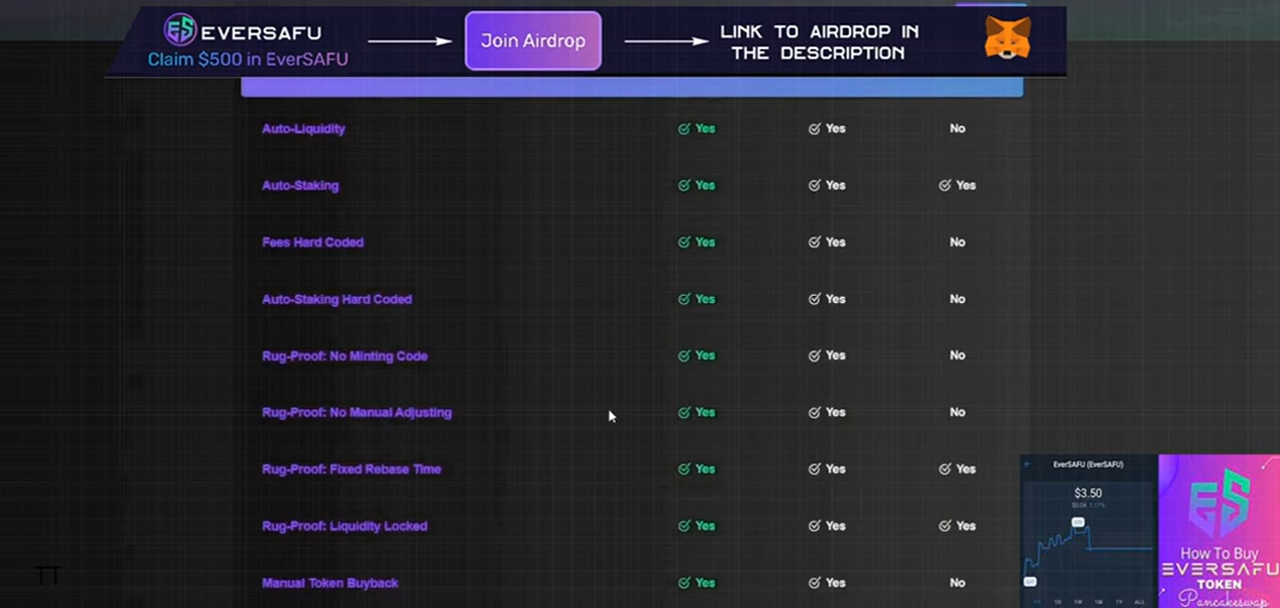 EVERSAFU
Claim $500 in EverSAFU
Join Airdrop
LINK TO AIRDROP IN
THE DESCRIPTION
Auto-Liquidity Yes Yes No
Auto-Staking Yes Yes Yes
Fees Hard Coded Yes Yes No
Auto-Staking Hard Coded Yes Yes No
Rug-Proof: No Minting Code Yes Yes No
Rug-Proof: No Manual Adjusting Yes Yes No
Rug-Proof: Fixed Rebase Time Yes Yes Yes
Rug-Proof: Liquidity Locked Yes Yes Yes
Manual Token Buyback Yes Yes No
EverSAFU (EverSAFU)
$3.50
How To Buy
EVERSAFU
TOKEN
Pancakeswap
TT